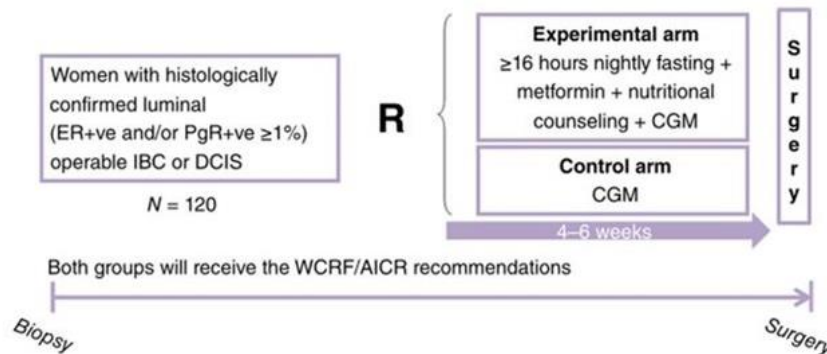 Women with histologically
confirmed luminal
(ER+ve and/or PgR+ve ≥1%)
operable IBC or DCIS
N = 120
R
Experimental arm
≥16 hours nightly fasting +
metformin + nutritional
counseling + CGM
Control arm
CGM
4–6 weeks
Surgery
Both groups will receive the WCRF/AICR recommendations
Biopsy
Surgery